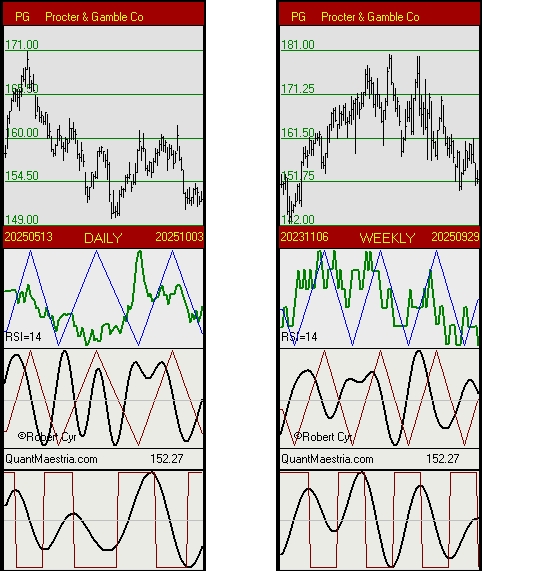 PG Procter & Gamble Co
171.00
165.50
160.00
154.50
149.00
20250513 DAILY 20251003
RSI=14
©Robert Cyr
QuantMaestria.com 152.27
PG Procter & Gamble Co
181.00
171.25
161.50
151.75
142.00
20231106 WEEKLY 20250929
RSI=14
©Robert Cyr
QuantMaestria.com 152.27